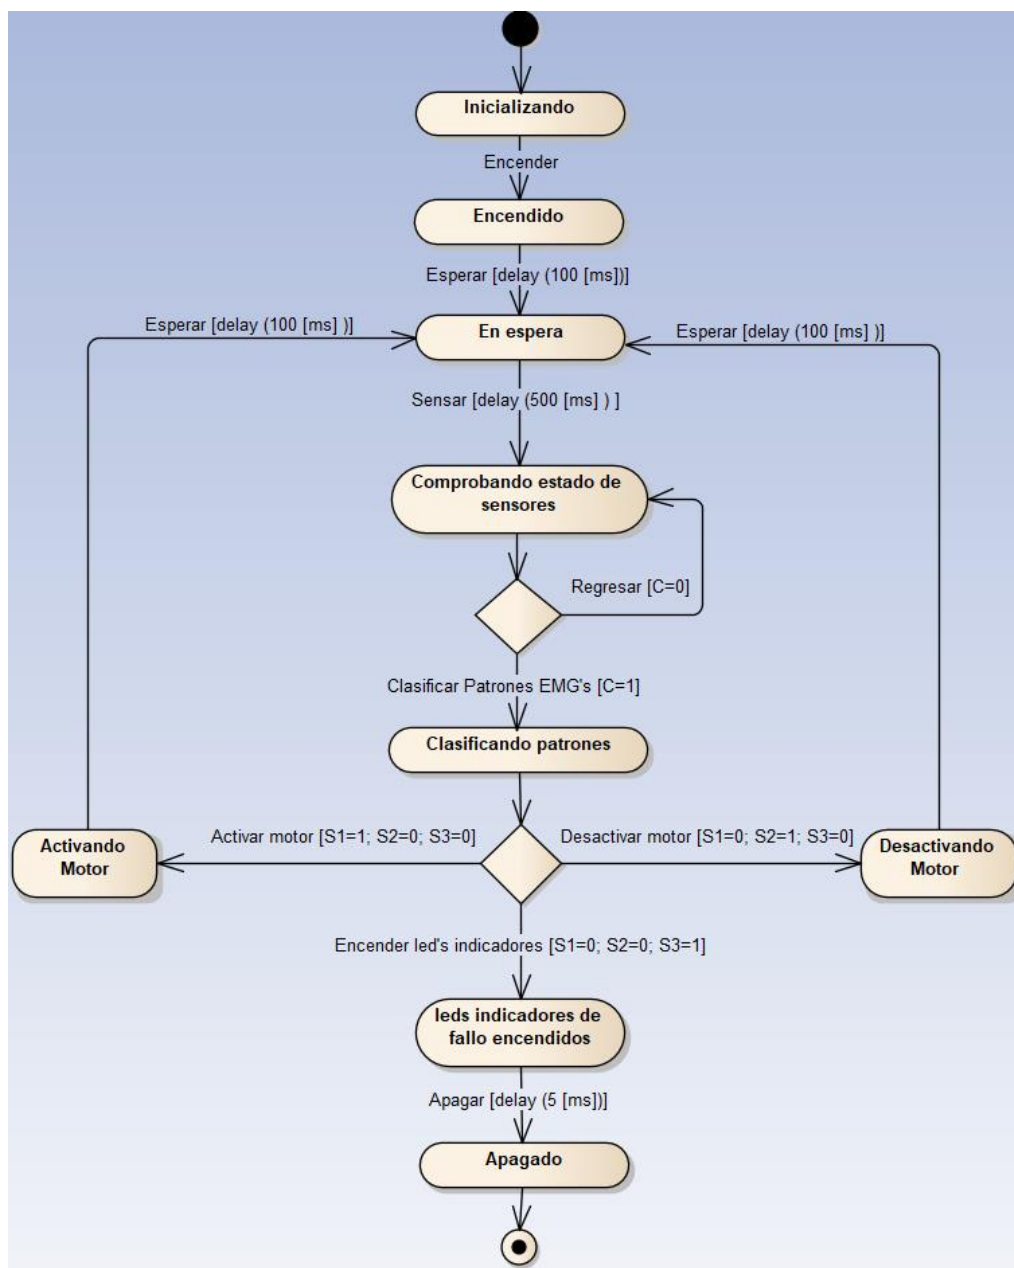 Inicializando
Encender
Encendido
Esperar [delay (100 [ms])]
Esperar [delay (100 [ms] )]
En espera
Esperar [delay (100 [ms] )]
Sensar [delay (500 [ms] ) ]
Comprobando estado de
sensores
Regresar [C=0]
Clasificar Patrones EMG's [C=1]
Clasificando patrones
Activando
Motor
Activar motor [S1=1; S2=0; S3=0]
Desactivar motor [S1=0; S2=1; S3=0]
Desactivando
Motor
Encender led's indicadores [S1=0; S2=0; S3=1]
leds indicadores de
fallo encendidos
Apagar [delay (5 [ms])]
Apagado